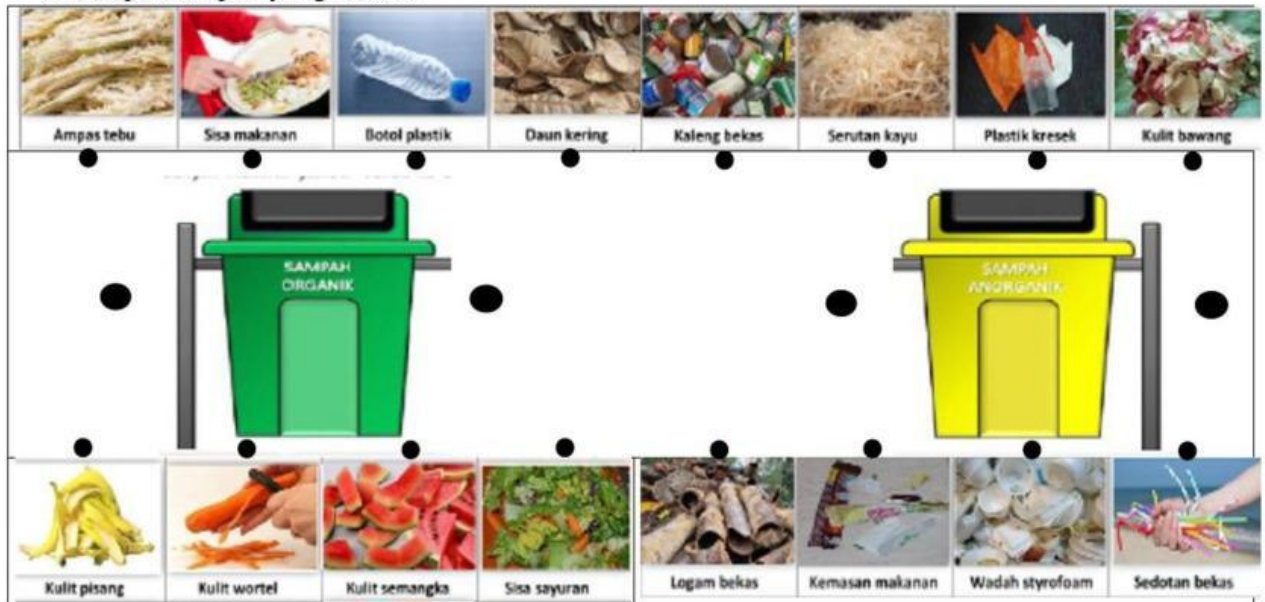 Ampas tebu
Sisa makanan
Botol plastik
Daun kering
Kaleng bekas
Serutan kayu
Plastik kresek
Kulit bawang
SAMPAH
ORGANIK
SAMPAH
ANORGANIK
Kulit pisang
Kulit wortel
Kulit semangka
Sisa sayuran
Logam bekas
Kemasan makanan
Wadah styrofoam
Sedotan bekas